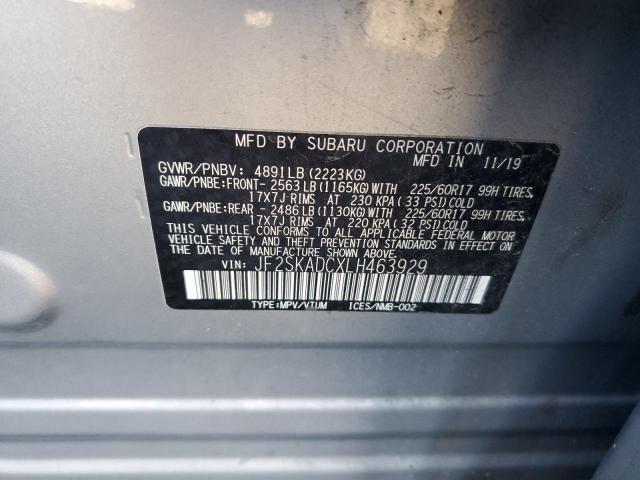 MFD BY SUBARU CORPORATION
MFD IN 11/19
GVWR/PNBV: 4891LB (2223KG)
GAWR/PNBE:FRONT- 2563LB(1165KG)WITH 225/60R17 99H TIRES,
17X7J RIMS AT 230 KPA (33 PSI) COLD
GAWR/PNBE:REAR - 2486LB(1130KG)WITH 225/60R17 99H TIRES,
17X7J RIMS AT 220 KPA (32 PSI) COLD
THIS VEHICLE CONFORMS TO ALL APPLICABLE FEDERAL MOTOR
VEHICLE SAFETY AND THEFT PREVENTION STANDARDS IN EFFECT ON
THE DATE OF MANUFACTURE SHOWN ABOVE.
VIN: JF2SKADCXLH463929
TYPE:MPV/VTUM ICES/NMB-002